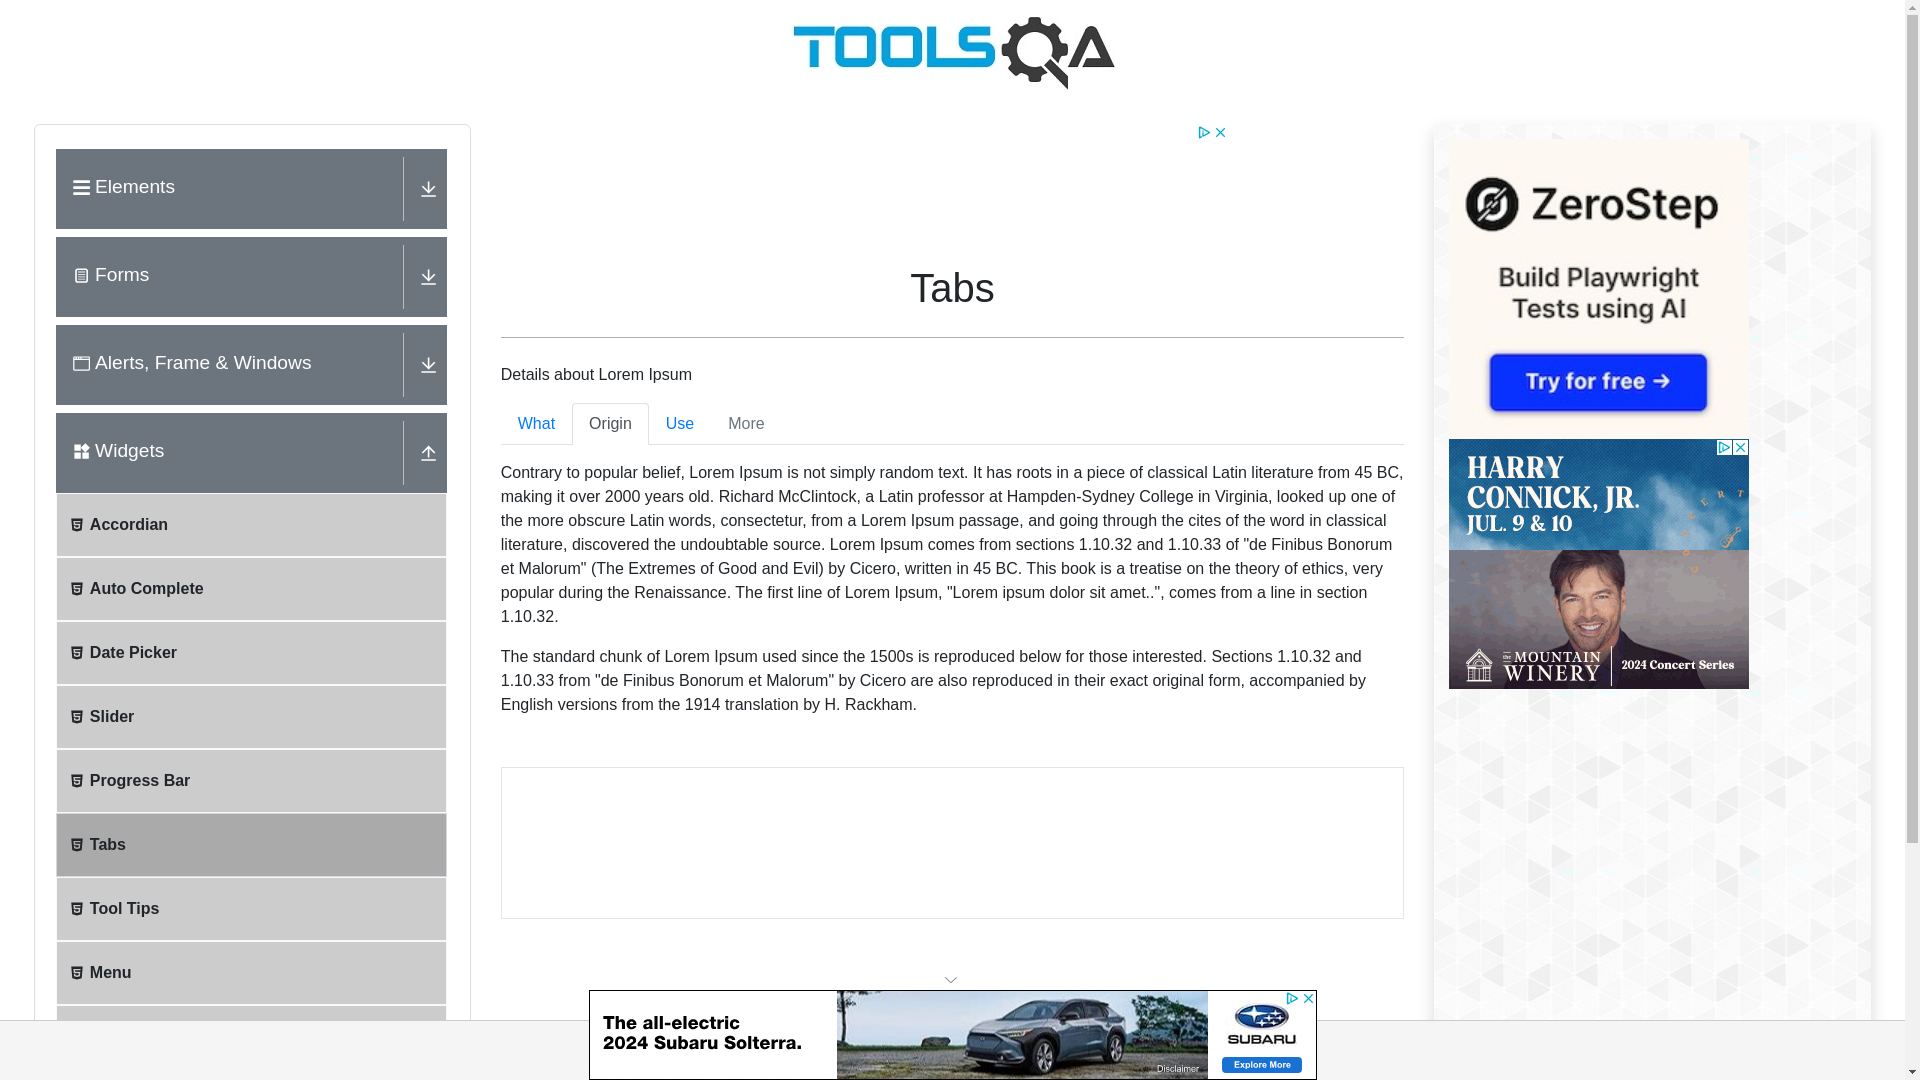 TOOLSQA
Elements
Forms
Alerts, Frame & Windows
Widgets
Accordian
Auto Complete
Date Picker
Slider
Progress Bar
Tabs
Tool Tips
Menu
Tabs
Details about Lorem Ipsum
What
Origin
Use
More
Contrary to popular belief, Lorem Ipsum is not simply random text. It has roots in a piece of classical Latin literature from 45 BC,
making it over 2000 years old. Richard McClintock, a Latin professor at Hampden-Sydney College in Virginia, looked up one of
the more obscure Latin words, consectetur, from a Lorem Ipsum passage, and going through the cites of the word in classical
literature, discovered the undoubtable source. Lorem Ipsum comes from sections 1.10.32 and 1.10.33 of "de Finibus Bonorum
et Malorum" (The Extremes of Good and Evil) by Cicero, written in 45 BC. This book is a treatise on the theory of ethics, very
popular during the Renaissance. The first line of Lorem Ipsum, "Lorem ipsum dolor sit amet..", comes from a line in section
1.10.32.
The standard chunk of Lorem Ipsum used since the 1500s is reproduced below for those interested. Sections 1.10.32 and
1.10.33 from "de Finibus Bonorum et Malorum" by Cicero are also reproduced in their exact original form, accompanied by
English versions from the 1914 translation by H. Rackham.
ZeroStep
Build Playwright
Tests using AI
Try for free →
HARRY
CONNICK, JR.
JUL. 9 & 10
the MOUNTAIN
WINERY
2024 Concert Series
The all-electric
2024 Subaru Solterra.
Disclaimer
SUBARU
Explore More